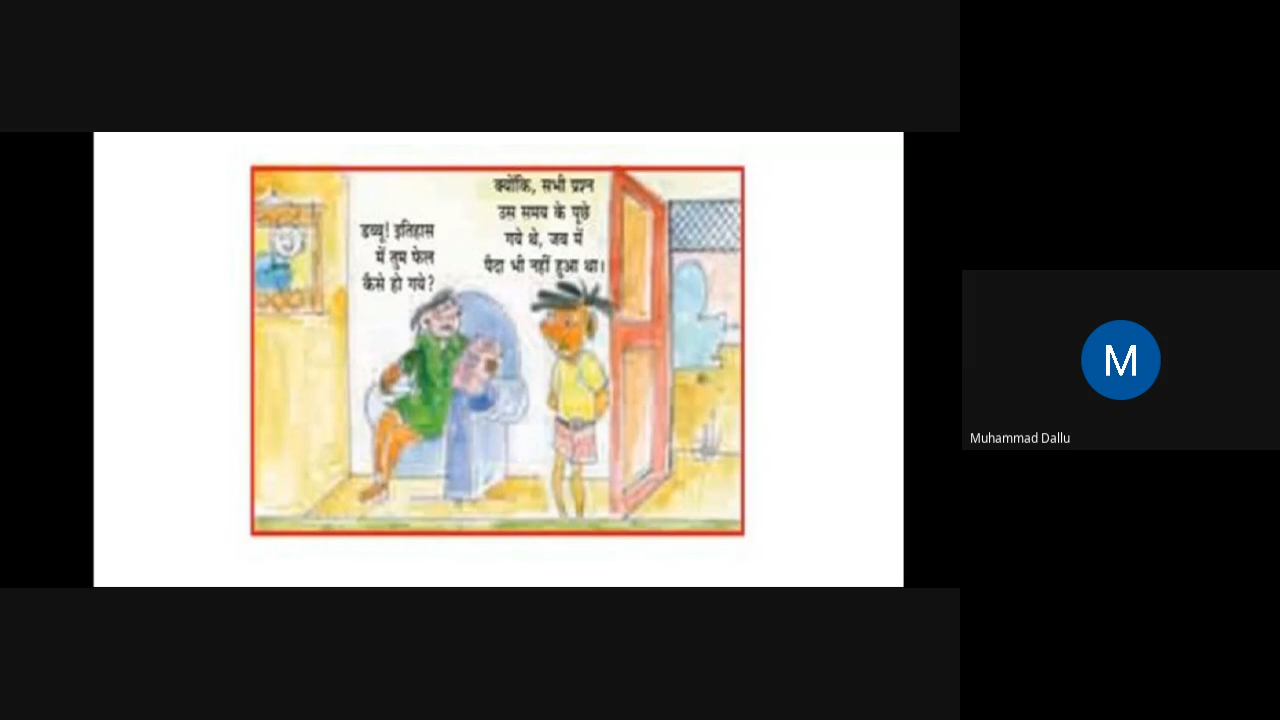 डब्बू! इतिहास
में तुम फेल
कैसे हो गये?
क्योंकि, सभी प्रश्न
उस समय के पूछे
गये थे, जब में
पैदा भी नहीं हुआ था।
M
Muhammad Dallu